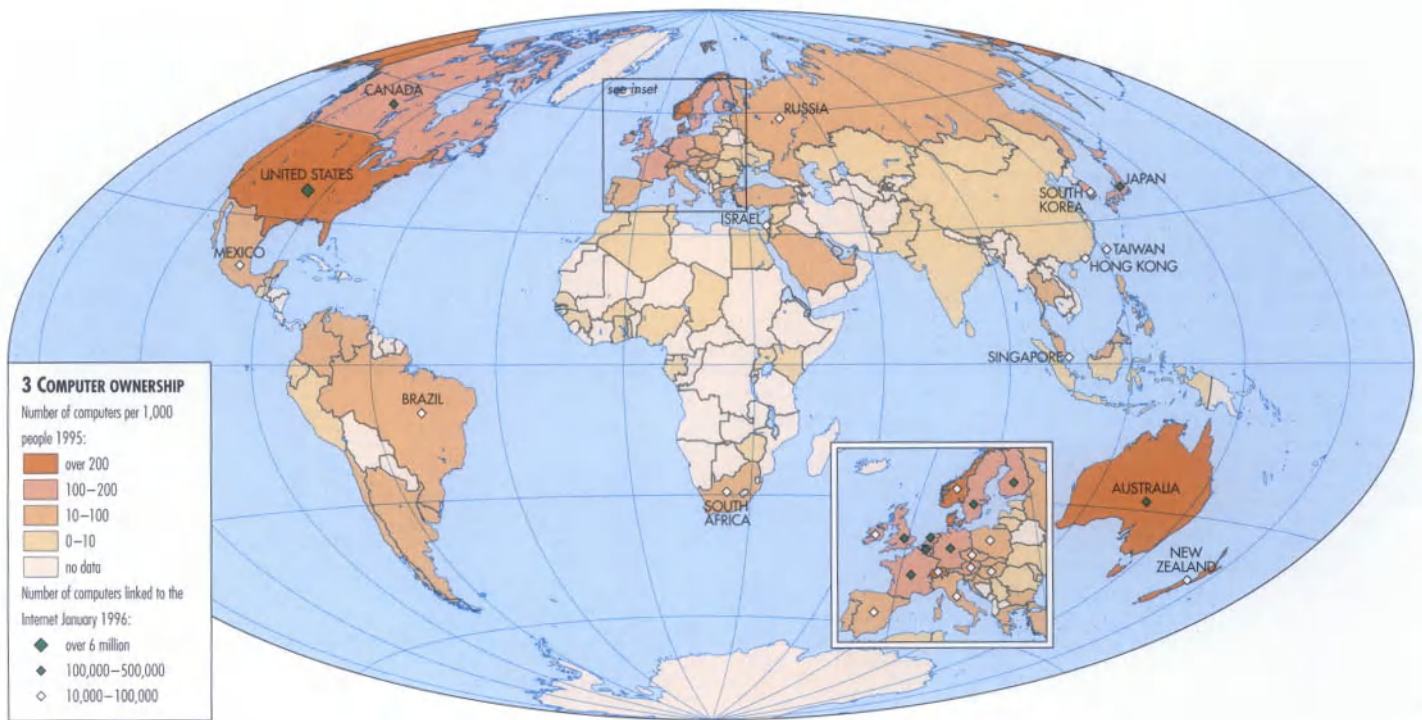 CANADA
see inset
RUSSIA
UNITED STATES
JAPAN
SOUTH
KOREA
ISRAEL
MEXICO
TAIWAN
HONG KONG
SINGAPORE
BRAZIL
SOUTH
AFRICA
AUSTRALIA
NEW
ZEALAND
3 COMPUTER OWNERSHIP
Number of computers per 1,000
people 1995:
over 200
100–200
10–100
0–10
no data
Number of computers linked to the
Internet January 1996:
over 6 million
100,000–500,000
10,000–100,000